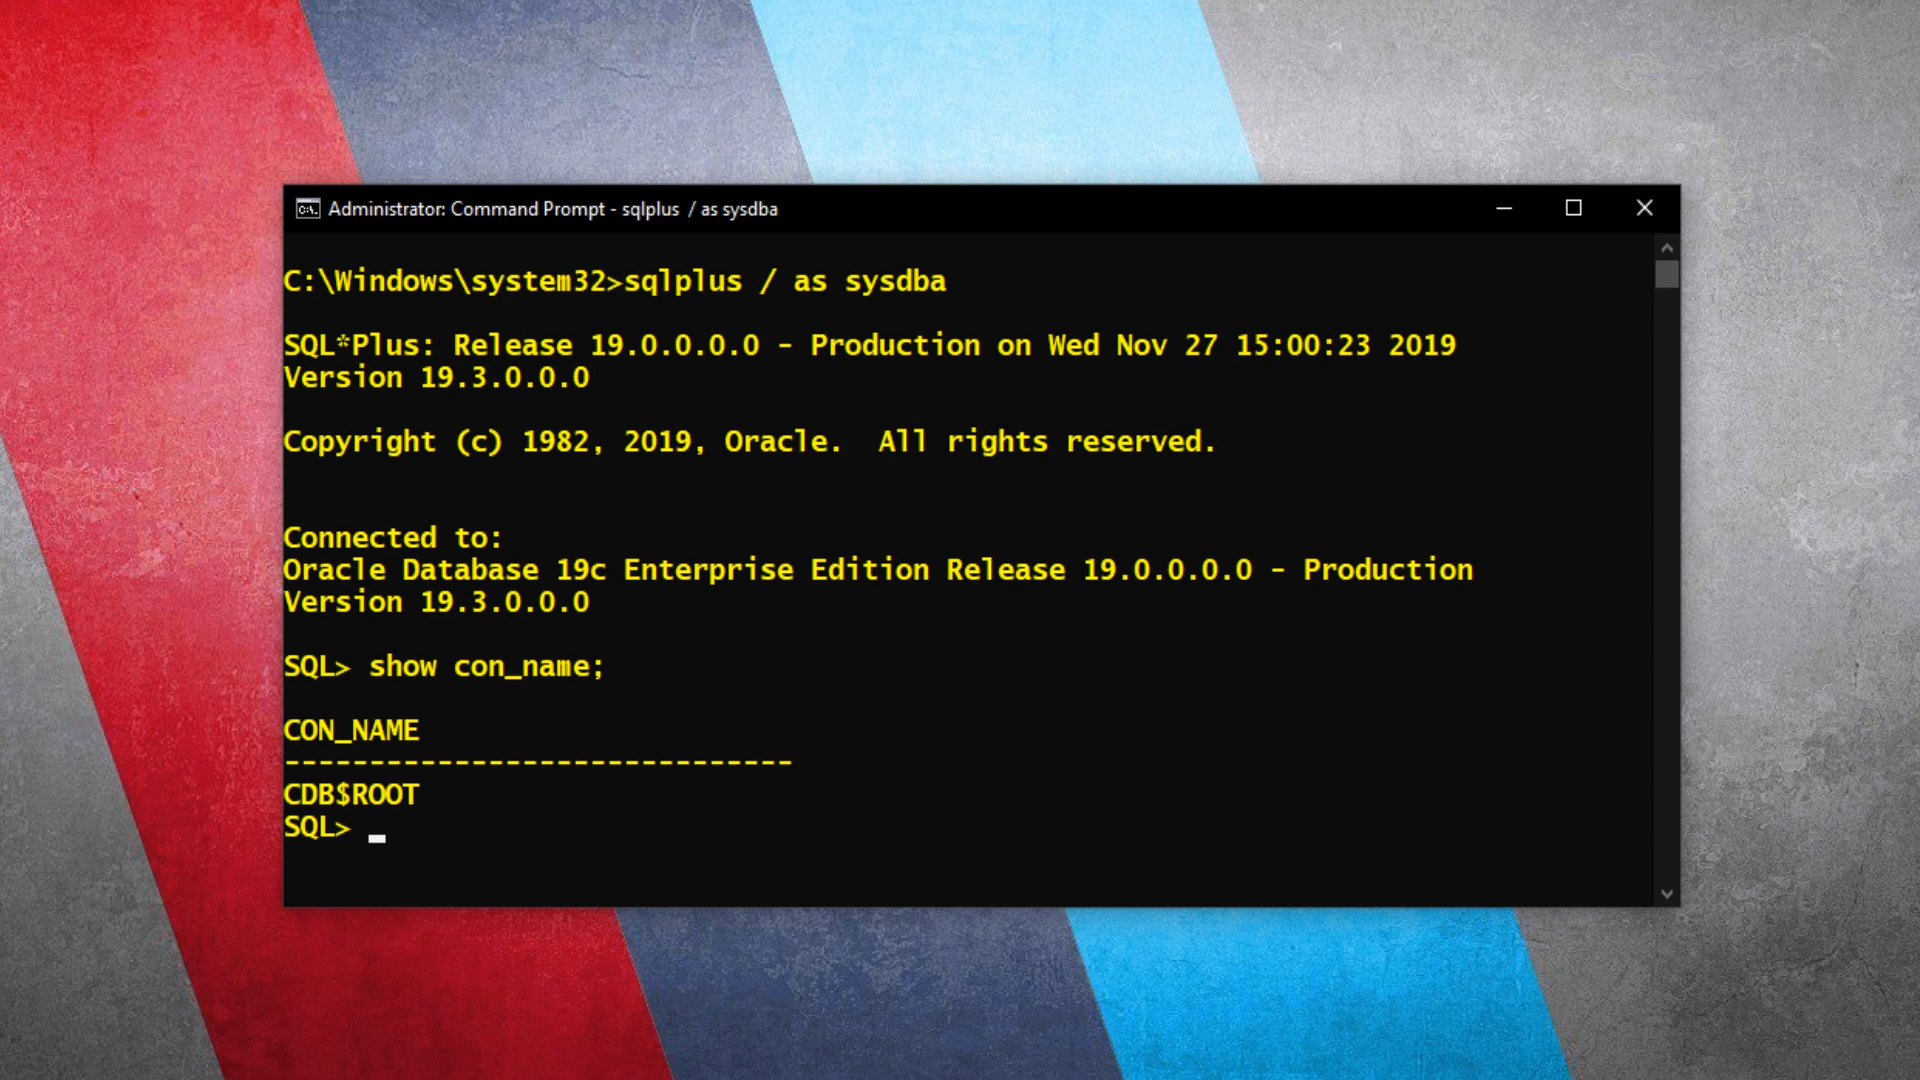 Administrator: Command Prompt - sqlplus  / as sysdba
C:\Windows\system32>sqlplus / as sysdba
SQL*Plus: Release 19.0.0.0.0 - Production on Wed Nov 27 15:00:23 2019
Version 19.3.0.0.0
Copyright (c) 1982, 2019, Oracle.  All rights reserved.
Connected to:
Oracle Database 19c Enterprise Edition Release 19.0.0.0.0 - Production
Version 19.3.0.0.0
SQL> show con_name;
CON_NAME
------------------------------
CDB$ROOT
SQL>